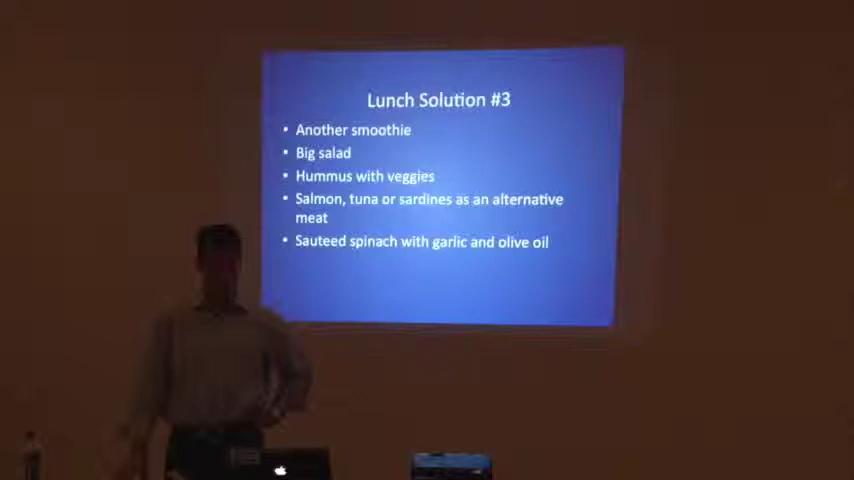 Lunch Solution #3
• Another smoothie
• Big salad
• Hummus with veggies
• Salmon, tuna or sardines as an alternative
meat
• Sauteed spinach with garlic and olive oil